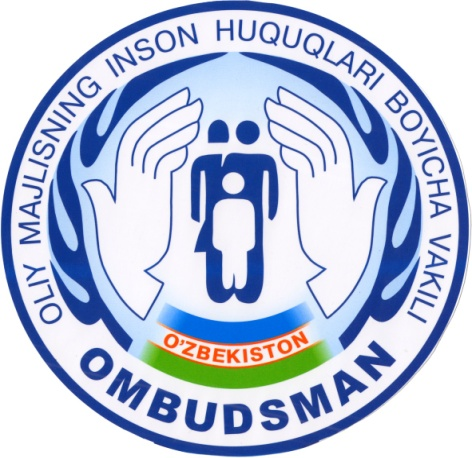 OLIY MAJLISNING INSON HUQUQLARI BOYICHA VAKILI
O'ZBEKISTON
OMBUDSMAN